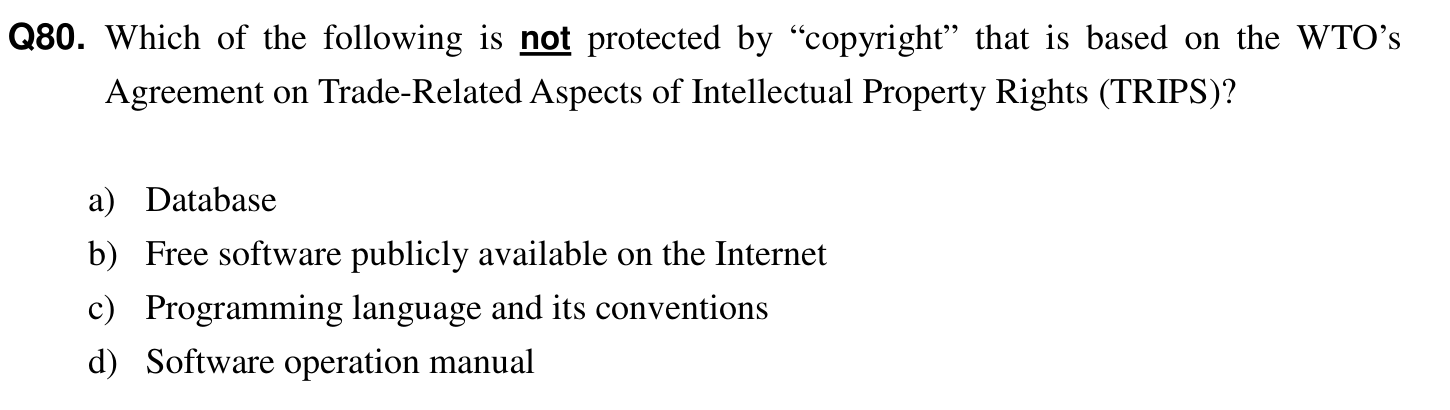 Q80. Which of the following is not protected by “copyright” that is based on the WTO’s
Agreement on Trade-Related Aspects of Intellectual Property Rights (TRIPS)?
a) Database
b) Free software publicly available on the Internet
c) Programming language and its conventions
d) Software operation manual